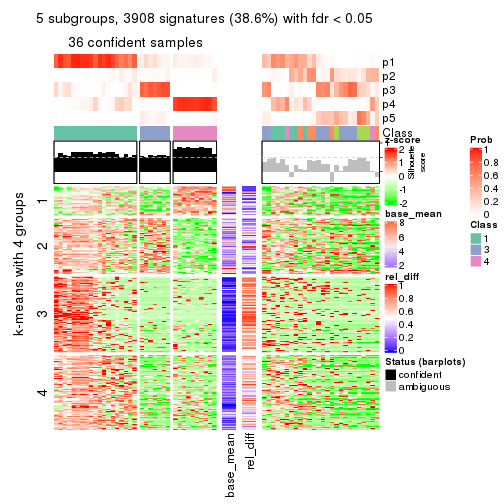 5 subgroups, 3908 signatures (38.6%) with fdr < 0.05
36 confident samples
p1
p2
p3
p4
p5
Class
1
2
3
4
k-means with 4 groups
base_mean
rel_diff
z-score
2
1
0
-1
-2
Silhouette
score
base_mean
8
6
4
2
rel_diff
1
0.8
0.6
0.4
0.2
0
Status (barplots)
confident
ambiguous
Prob
1
0.8
0.6
0.4
0.2
0
Class
1
3
4